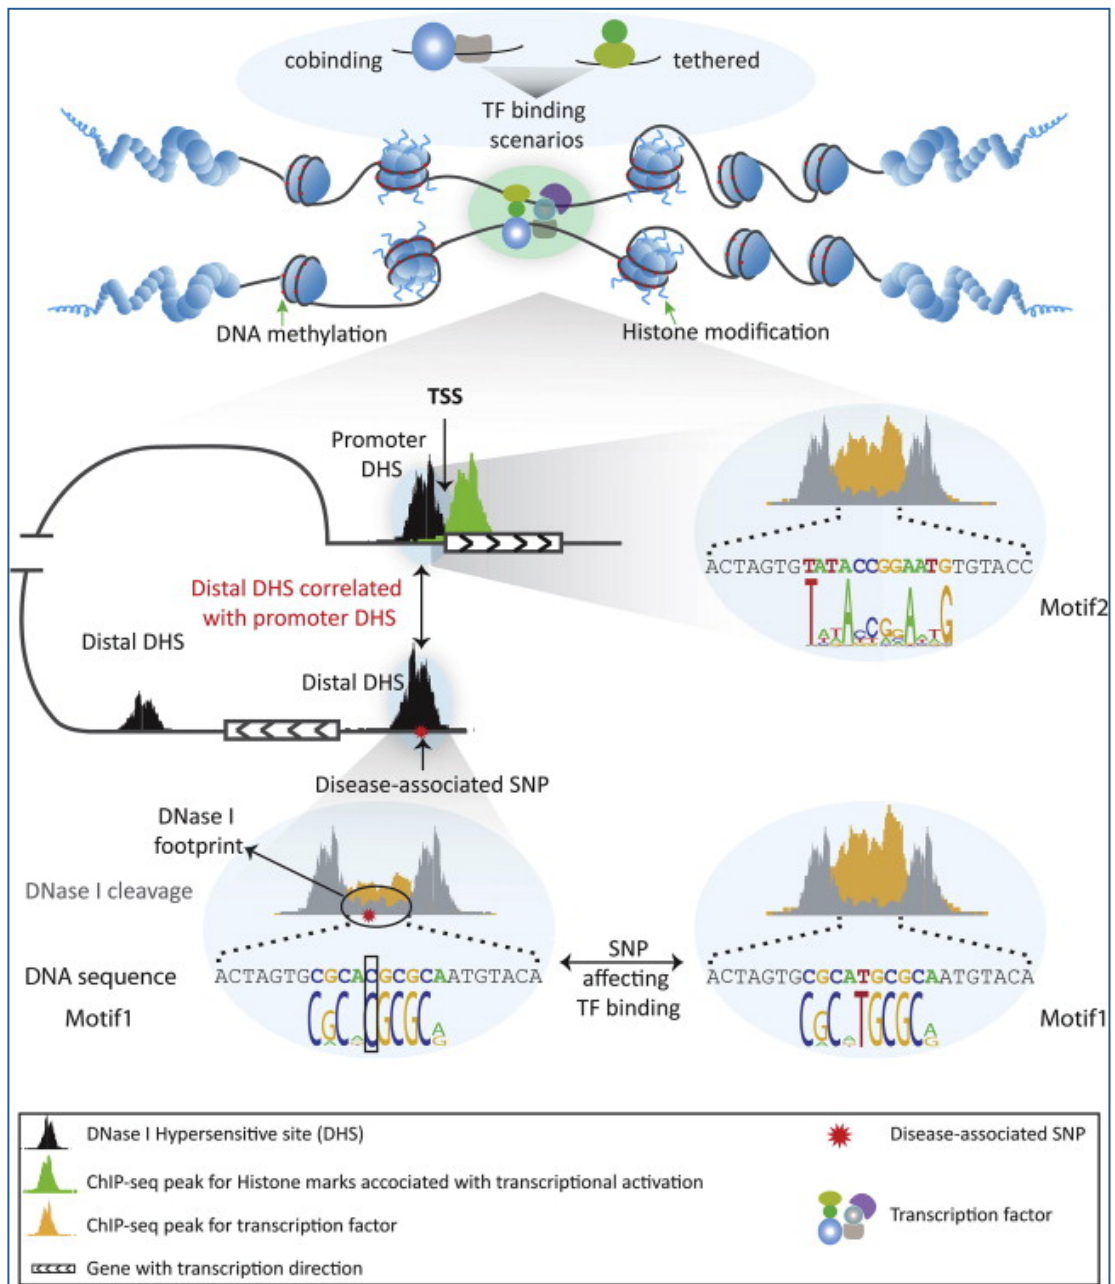 cobinding
tethered
TF binding
scenarios
DNA methylation
Histone modification
TSS
Promoter
DHS
ACTAGTGTATACCGGAATGTGTACC
Motif2
Distal DHS correlated
with promoter DHS
Distal DHS
Distal DHS
Disease-associated SNP
DNase I
footprint
DNase I cleavage
DNA sequence
ACTAGTGCGCACGCGCAATGTACA
Motif1
SNP
affecting
TF binding
ACTAGTGCGCATGCGCAATGTACA
Motif1
DNase I Hypersensitive site (DHS)
Disease-associated SNP
ChIP-seq peak for Histone marks accociated with transcriptional activation
ChIP-seq peak for transcription factor
Transcription factor
Gene with transcription direction